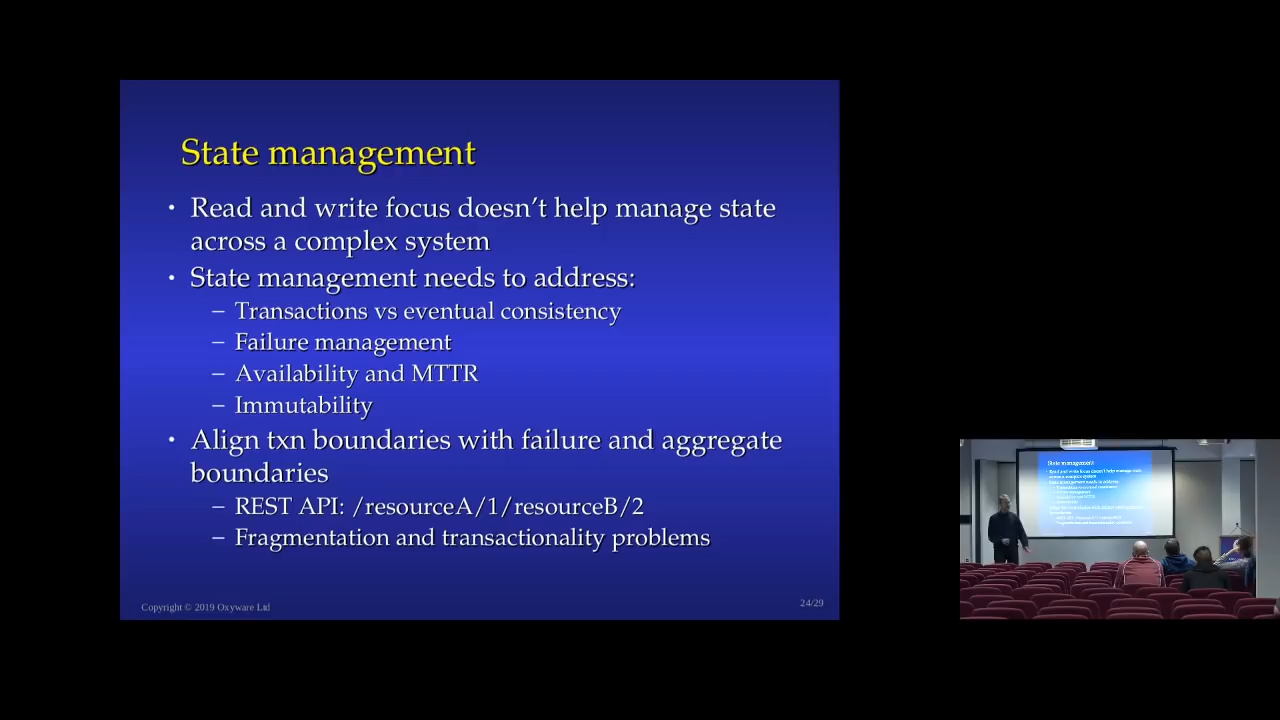 State management
• Read and write focus doesn’t help manage state
across a complex system
• State management needs to address:
– Transactions vs eventual consistency
– Failure management
– Availability and MTTR
– Immutability
• Align txn boundaries with failure and aggregate
boundaries
– REST API: /resourceA/1/resourceB/2
– Fragmentation and transactionality problems
Copyright © 2019 Oxyware Ltd
24/29
State management